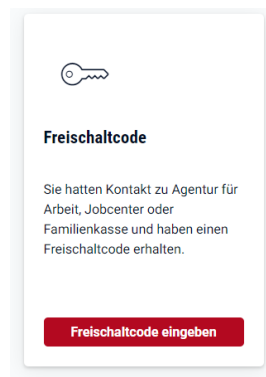 Freischaltcode
Sie hatten Kontakt zu Agentur für
Arbeit, Jobcenter oder
Familienkasse und haben einen
Freischaltcode erhalten.
Freischaltcode eingeben